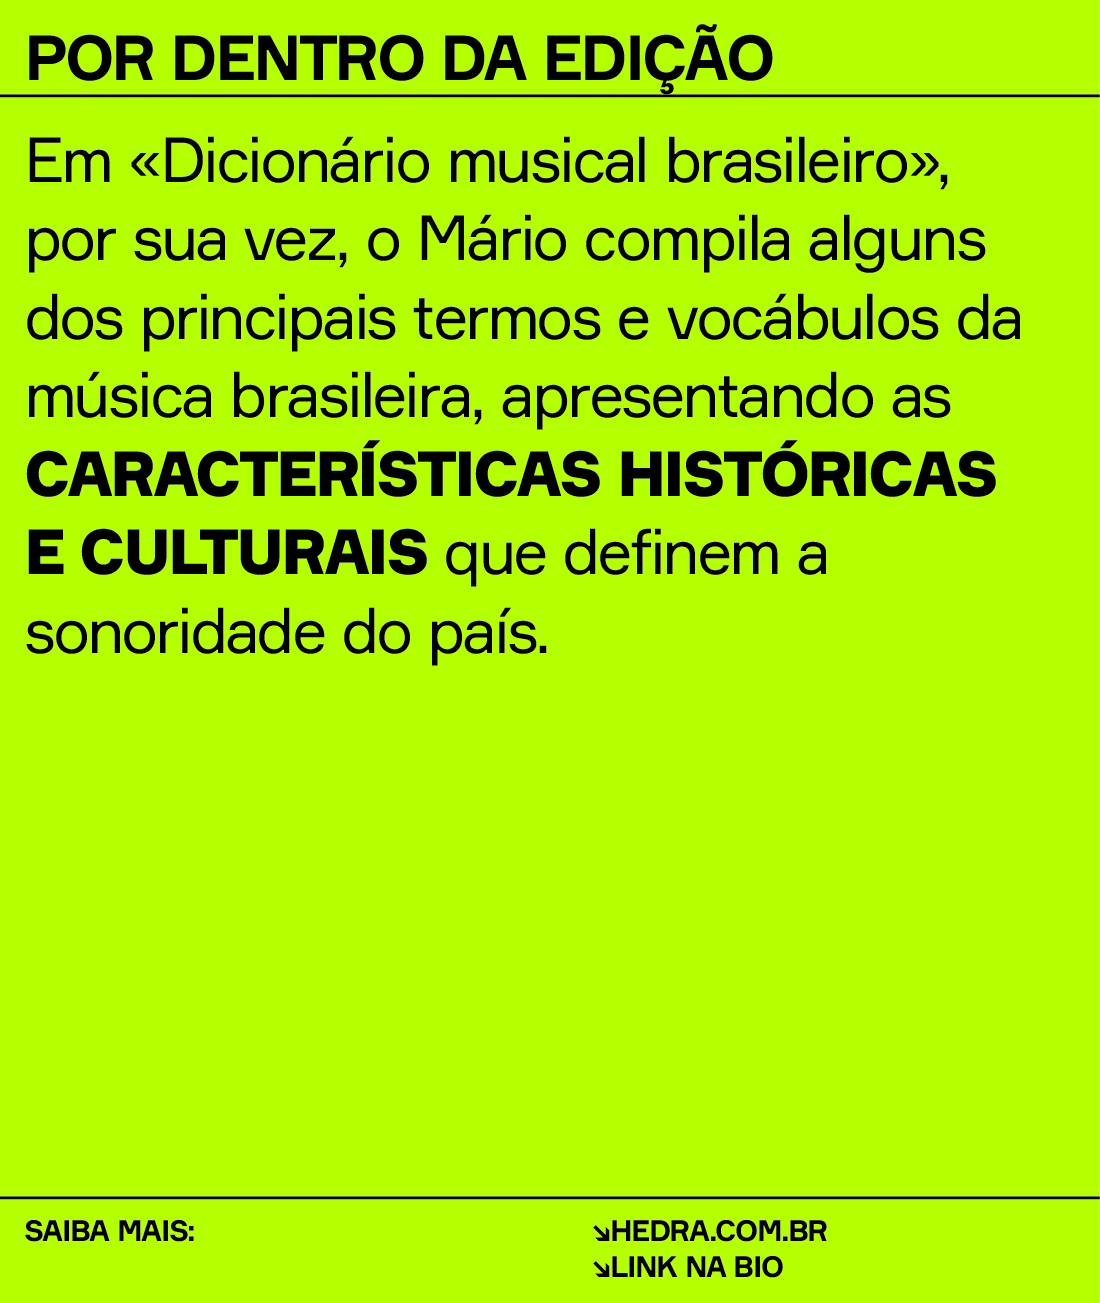 POR DENTRO DA EDIÇÃO
Em «Dicionário musical brasileiro»,
por sua vez, o Mário compila alguns
dos principais termos e vocábulos da
música brasileira, apresentando as
CARACTERÍSTICAS HISTÓRICAS
E CULTURAIS que definem a
sonoridade do país.
SAIBA MAIS:
↘HEDRA.COM.BR
↘LINK NA BIO